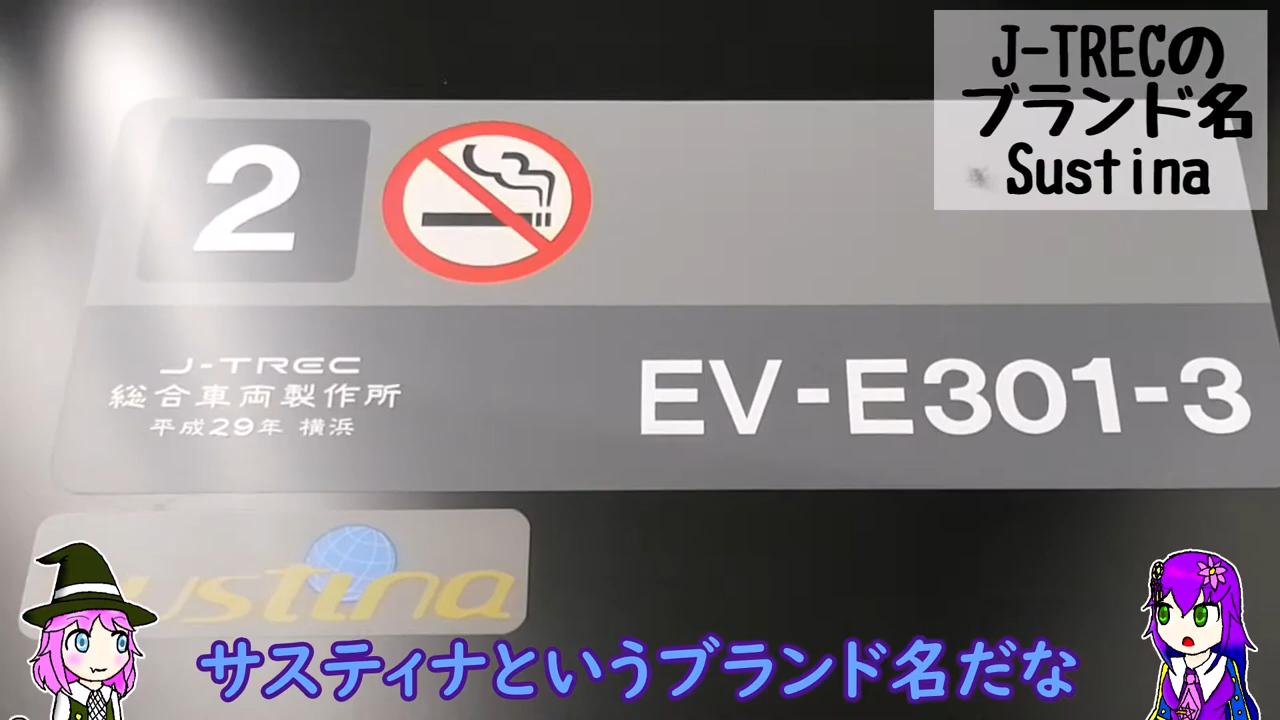 J-TRECの
ブランド名
Sustina
2
J-TREC
総合車両製作所
平成29年 横浜
EV-E301-3
sustina
サスティナというブランド名だな